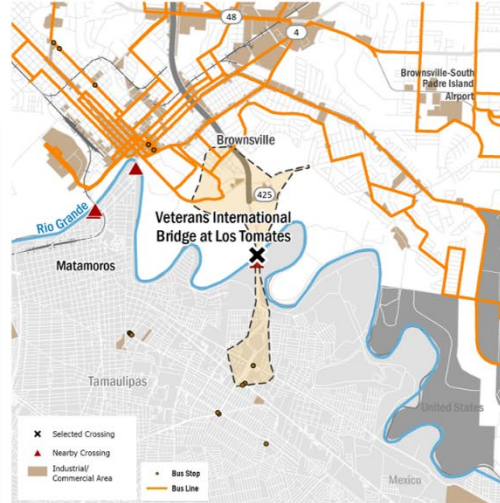 48
4
Brownsville-South
Padre Island
Airport
Brownsville
425
Veterans International
Bridge at Los Tomates
Rio Grande
Matamoros
Tamaulipas
United States
Mexico
Selected Crossing
Nearby Crossing
Industrial/
Commercial Area
Bus Stop
Bus Line